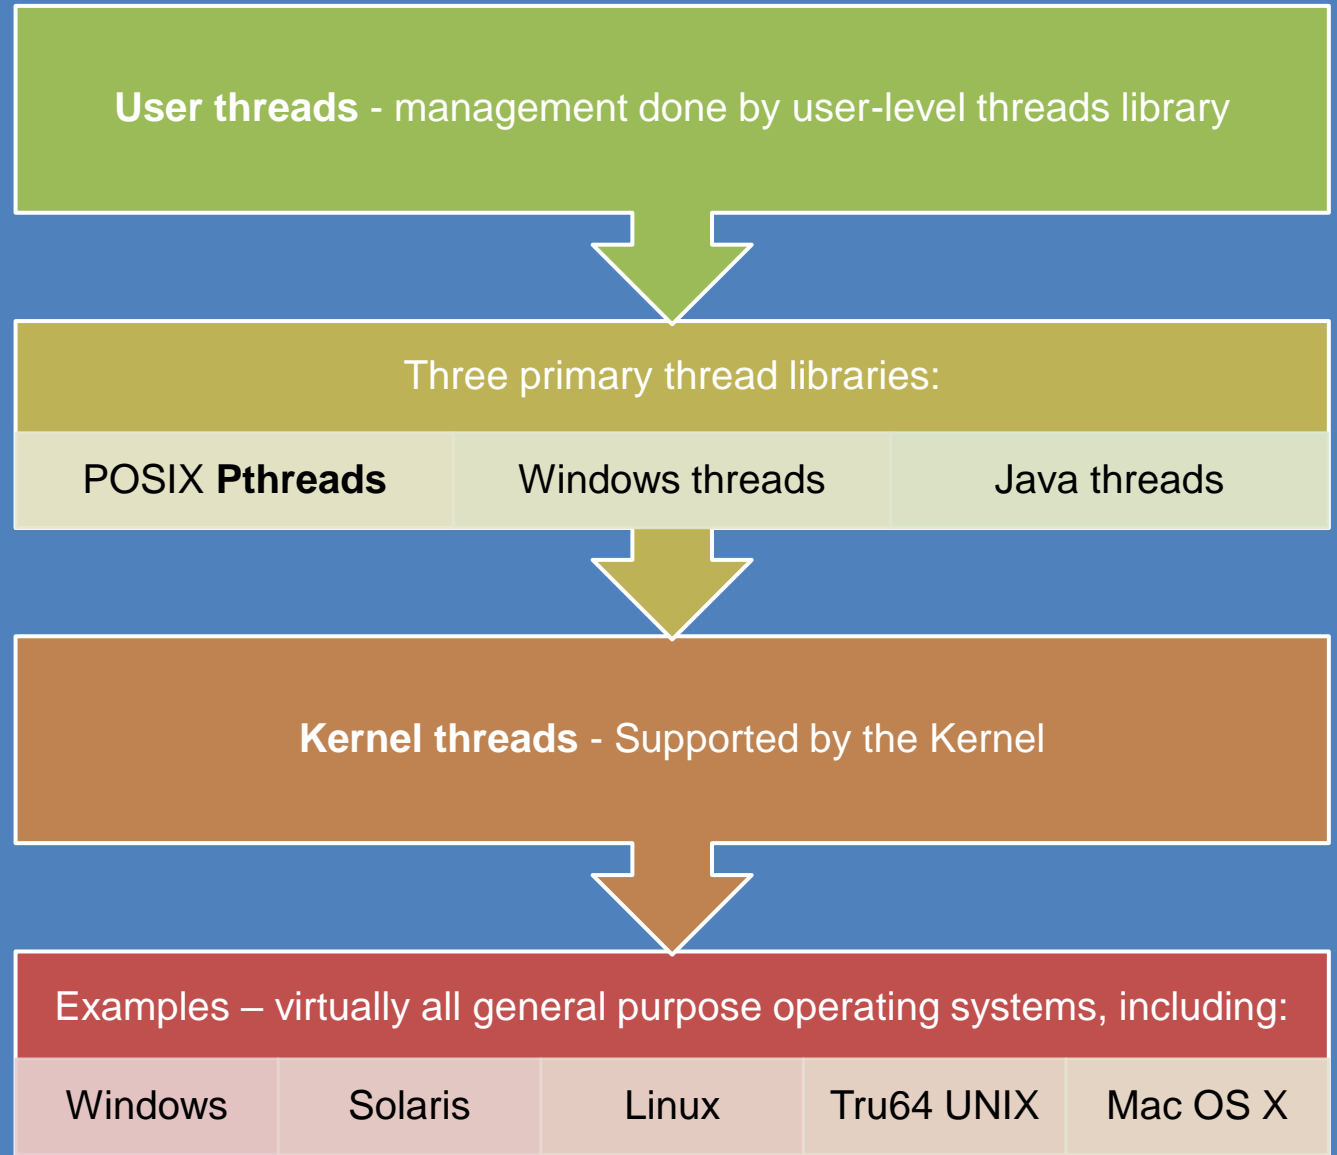 User threads - management done by user-level threads library
Three primary thread libraries:
POSIX Pthreads
Windows threads
Java threads
Kernel threads - Supported by the Kernel
Examples – virtually all general purpose operating systems, including:
Windows
Solaris
Linux
Tru64 UNIX
Mac OS X